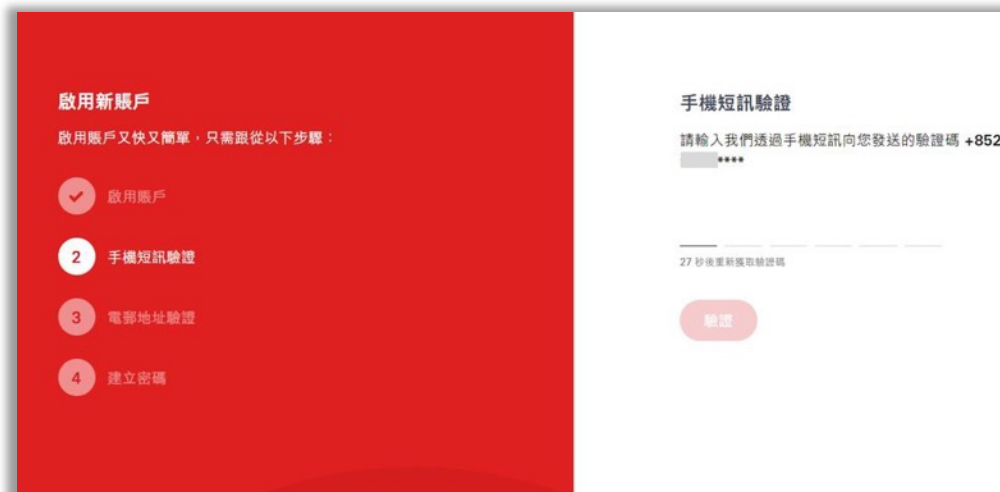 啟用新賬戶
啟用賬戶又快又簡單，只需跟從以下步驟：
啟用賬戶
2 手機短訊驗證
3 電郵地址驗證
4 建立密碼
手機短訊驗證
請輸入我們透過手機短訊向您發送的驗證碼 +852
****
27 秒後重新獲取驗證碼
驗證